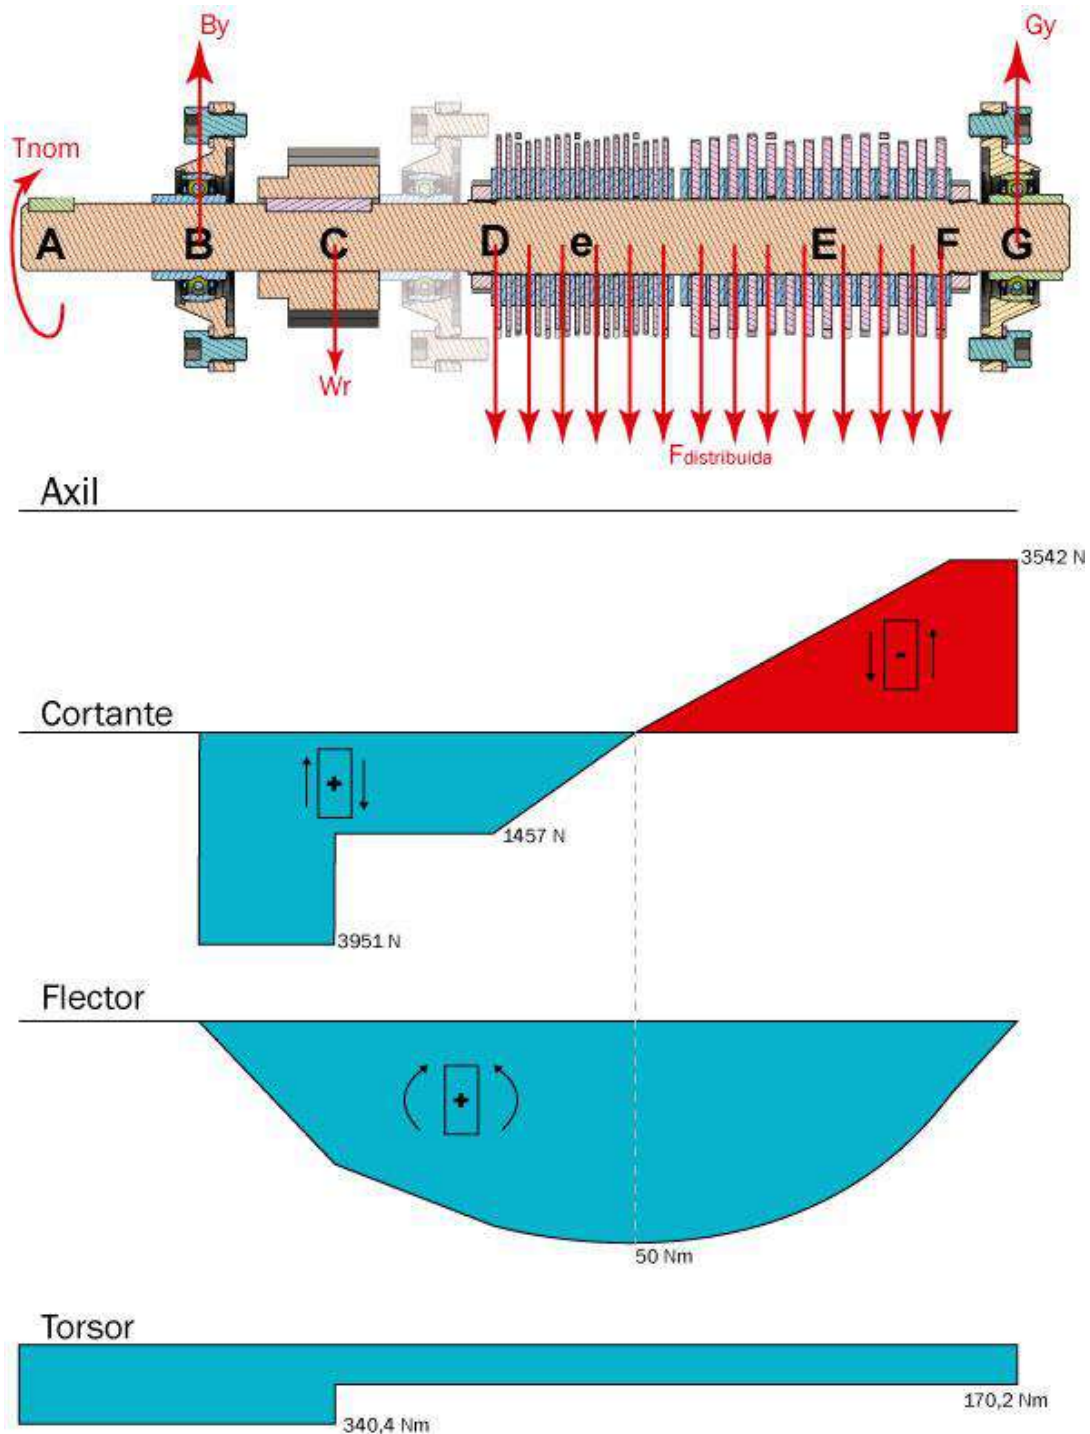 By
Gy
Tnom
A
B
C
D
e
E
F
G
Wr
Fdistribuida
Axil
3542 N
-
Cortante
+
1457 N
3951 N
Flector
+
50 Nm
Torsor
170,2 Nm
340,4 Nm